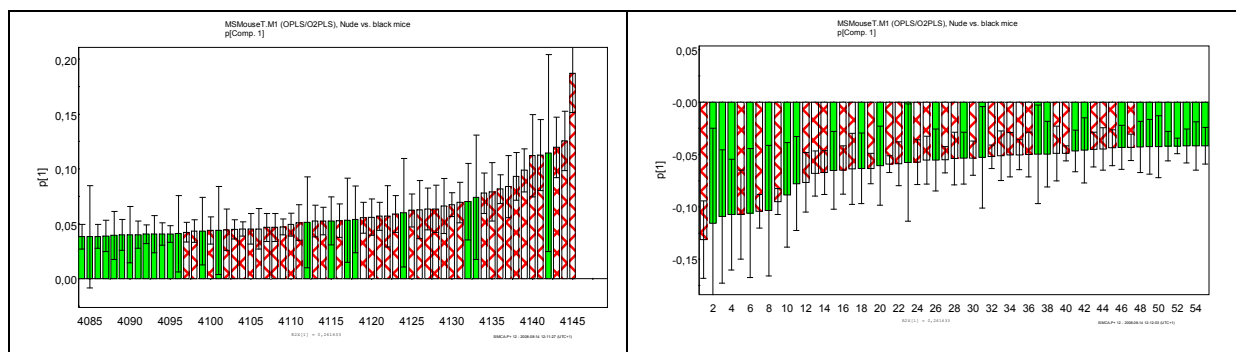 MSMouseT.M1 (OPLS/O2PLS), Nude vs. black mice
p[Comp. 1]
0,20
0,15
0,10
0,05
0,00
p[1]
4085 4090 4095 4100 4105 4110 4115 4120 4125 4130 4135 4140 4145
MSMouseT.M1 (OPLS/O2PLS), Nude vs. black mice
p[Comp. 1]
0,05
-0,00
-0,05
-0,10
-0,15
p[1]
2 4 6 8 10 12 14 16 18 20 22 24 26 28 30 32 34 36 38 40 42 44 46 48 50 52 54